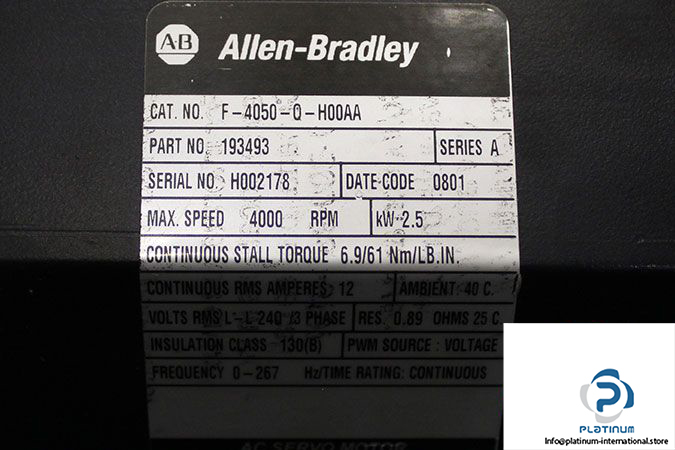 A-B Allen-Bradley
CAT. NO. F-4050-Q-H00AA
PART NO 193493 SERIES A
SERIAL NO. H002178 DATE CODE 0801
MAX. SPEED 4000 RPM kW 2.5
CONTINUOUS STALL TORQUE 6.9/61 Nm/LB.IN.
CONTINUOUS RMS AMPERES: 12 AMBIENT: 40 C.
VOLTS RMS L-L 240 /3 PHASE RES. 0.89 OHMS 25 C.
INSULATION CLASS 130(B) PWM SOURCE : VOLTAGE
FREQUENCY 0-267 Hz/TIME RATING: CONTINUOUS
AC SERVO MOTOR
PLATINUM
Info@platinum-international.store